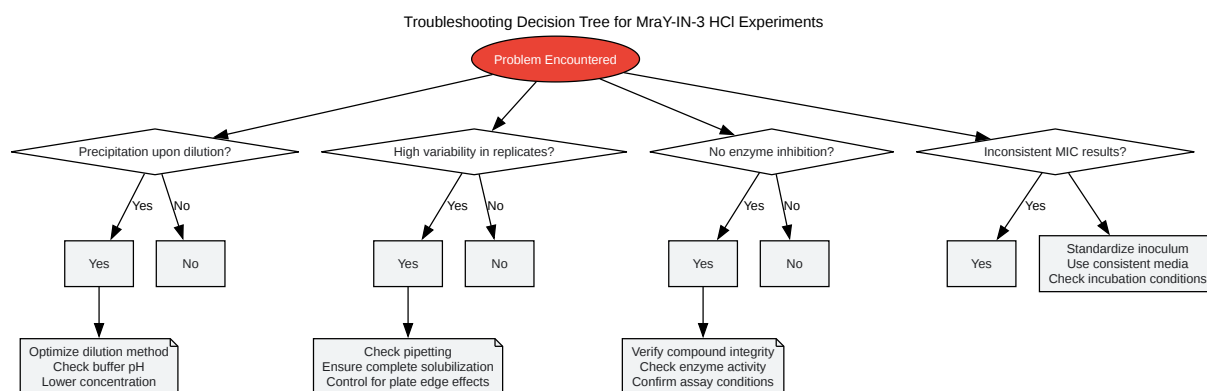 Troubleshooting Decision Tree for MraY-IN-3 HCl Experiments
Problem Encountered
Precipitation upon dilution?
High variability in replicates?
No enzyme inhibition?
Inconsistent MIC results?
Yes
No
Yes
No
Yes
No
Yes
Yes
No
Yes
No
Yes
No
Yes
Standardize inoculum
Use consistent media
Check incubation conditions
Optimize dilution method
Check buffer pH
Lower concentration
Check pipetting
Ensure complete solubilization
Control for plate edge effects
Verify compound integrity
Check enzyme activity
Confirm assay conditions